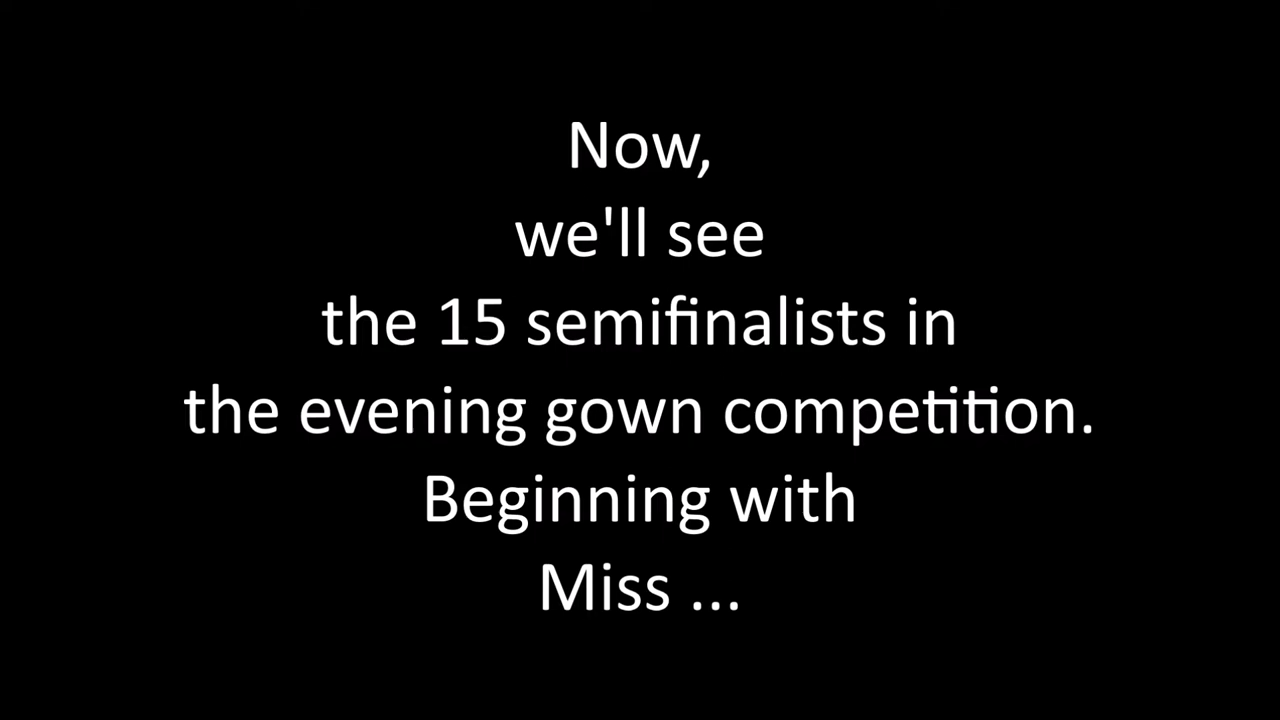 Now,
we'll see
the 15 semifinalists in
the evening gown competition.
Beginning with
Miss ...